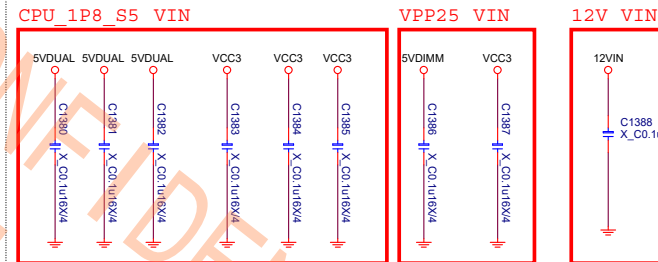 CPU_1P8_S5 VIN
VPP25 VIN
12V VIN
5VDUAL 5VDUAL 5VDUAL VCC3 VCC3 VCC3
5VDIMM VCC3
12VIN
C1380 X_C0.1u16X/4
C1381 X_C0.1u16X/4
C1382 X_C0.1u16X/4
C1383 X_C0.1u16X/4
C1384 X_C0.1u16X/4
C1385 X_C0.1u16X/4
C1386 X_C0.1u16X/4
C1387 X_C0.1u16X/4
C1388